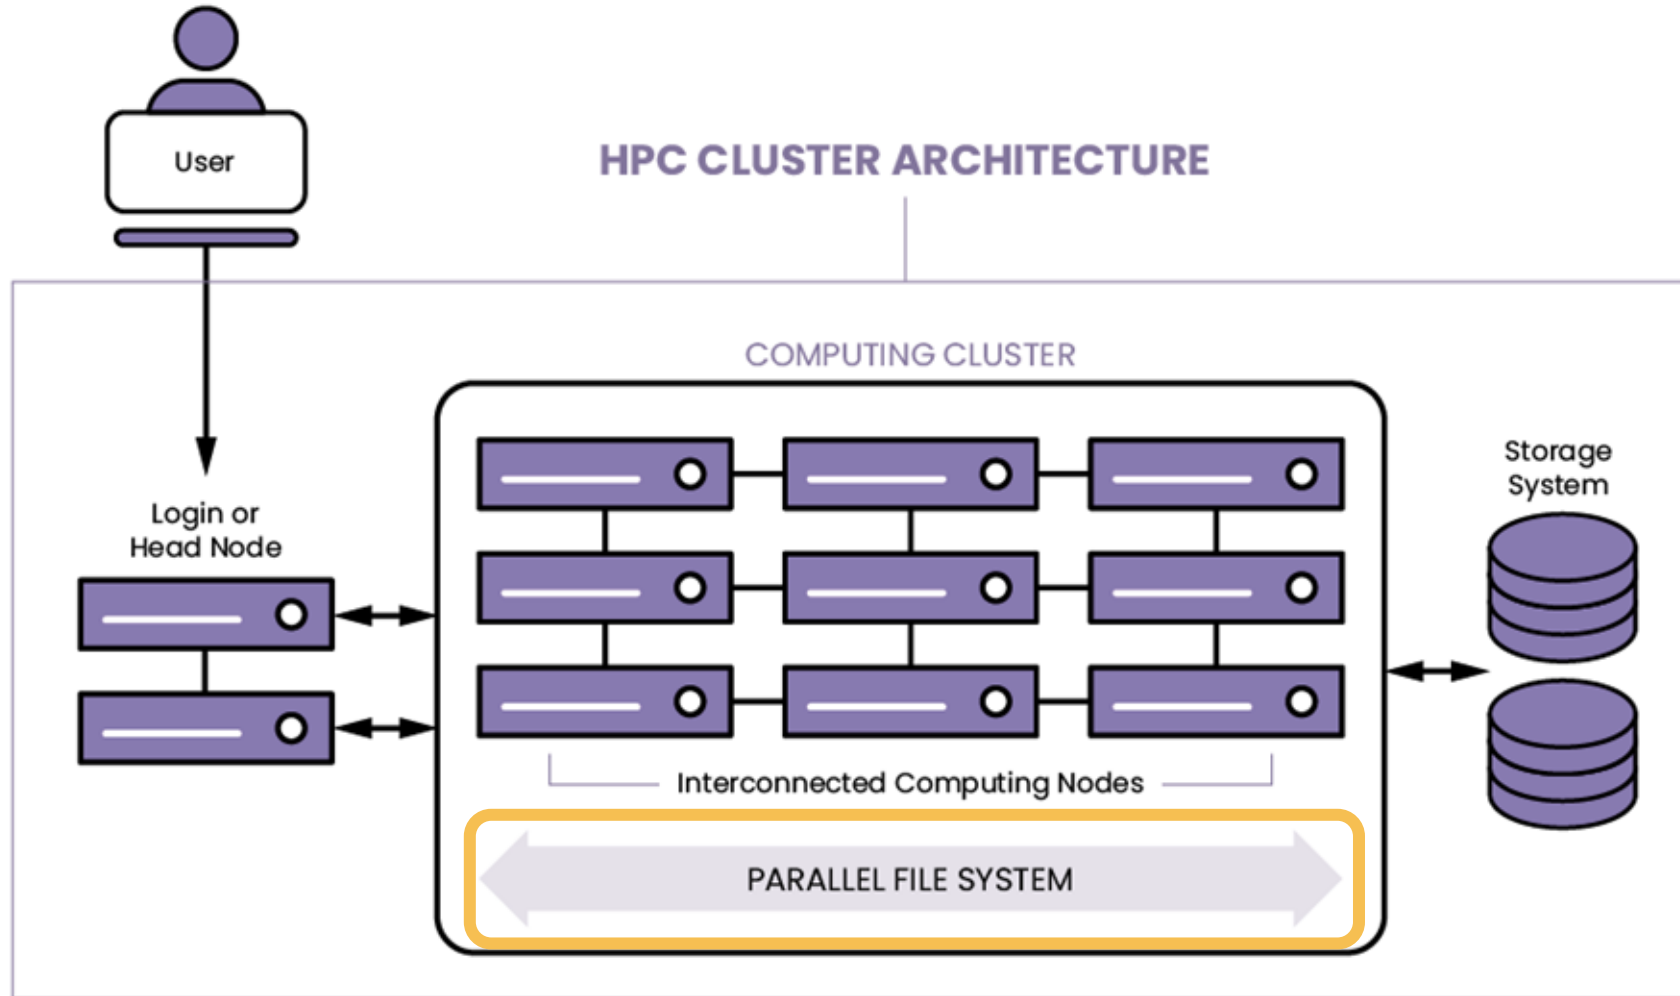 User
HPC CLUSTER ARCHITECTURE
COMPUTING CLUSTER
Storage
System
Login or
Head Node
Interconnected Computing Nodes
PARALLEL FILE SYSTEM